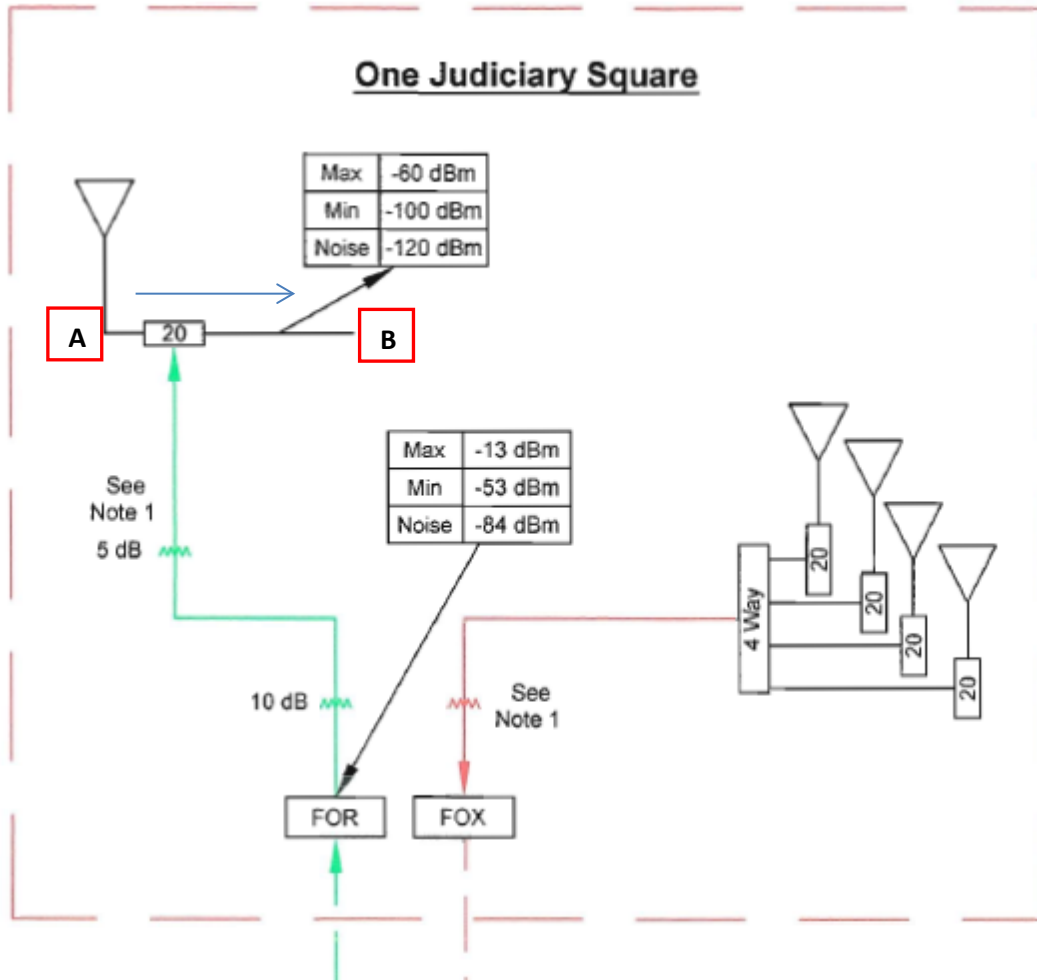 One Judiciary Square
Max -60 dBm
Min -100 dBm
Noise -120 dBm
A
20
B
Max -13 dBm
Min -53 dBm
Noise -84 dBm
See
Note 1
5 dB
4 Way
20
20
20
20
10 dB
See
Note 1
FOR
FOX